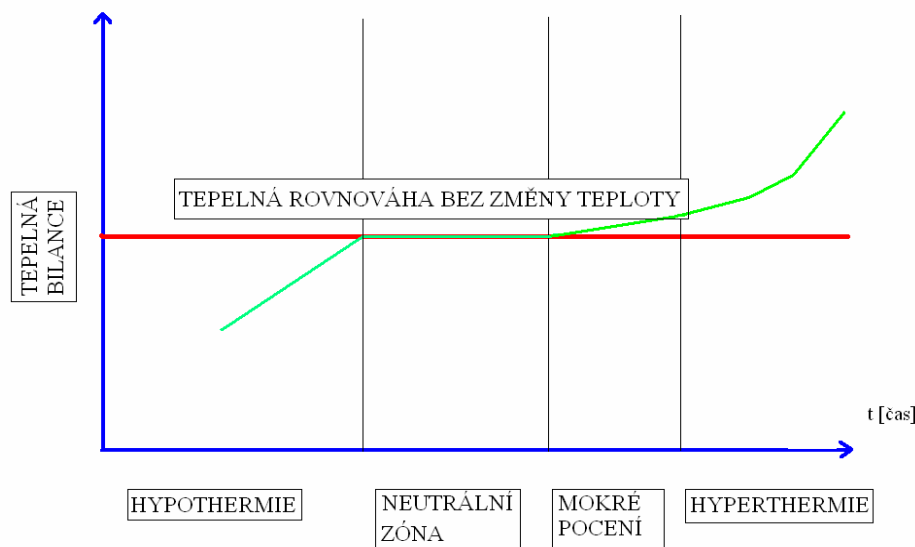 TEPELNÁ ROVNOVÁHA BEZ ZMĚNY TEPLOTY
TEPELNÁ
BILANCE
t [čas]
HYPOTHERMIE
NEUTRÁLNÍ
ZÓNA
MOKRÉ
POCENÍ
HYPERTHERMIE